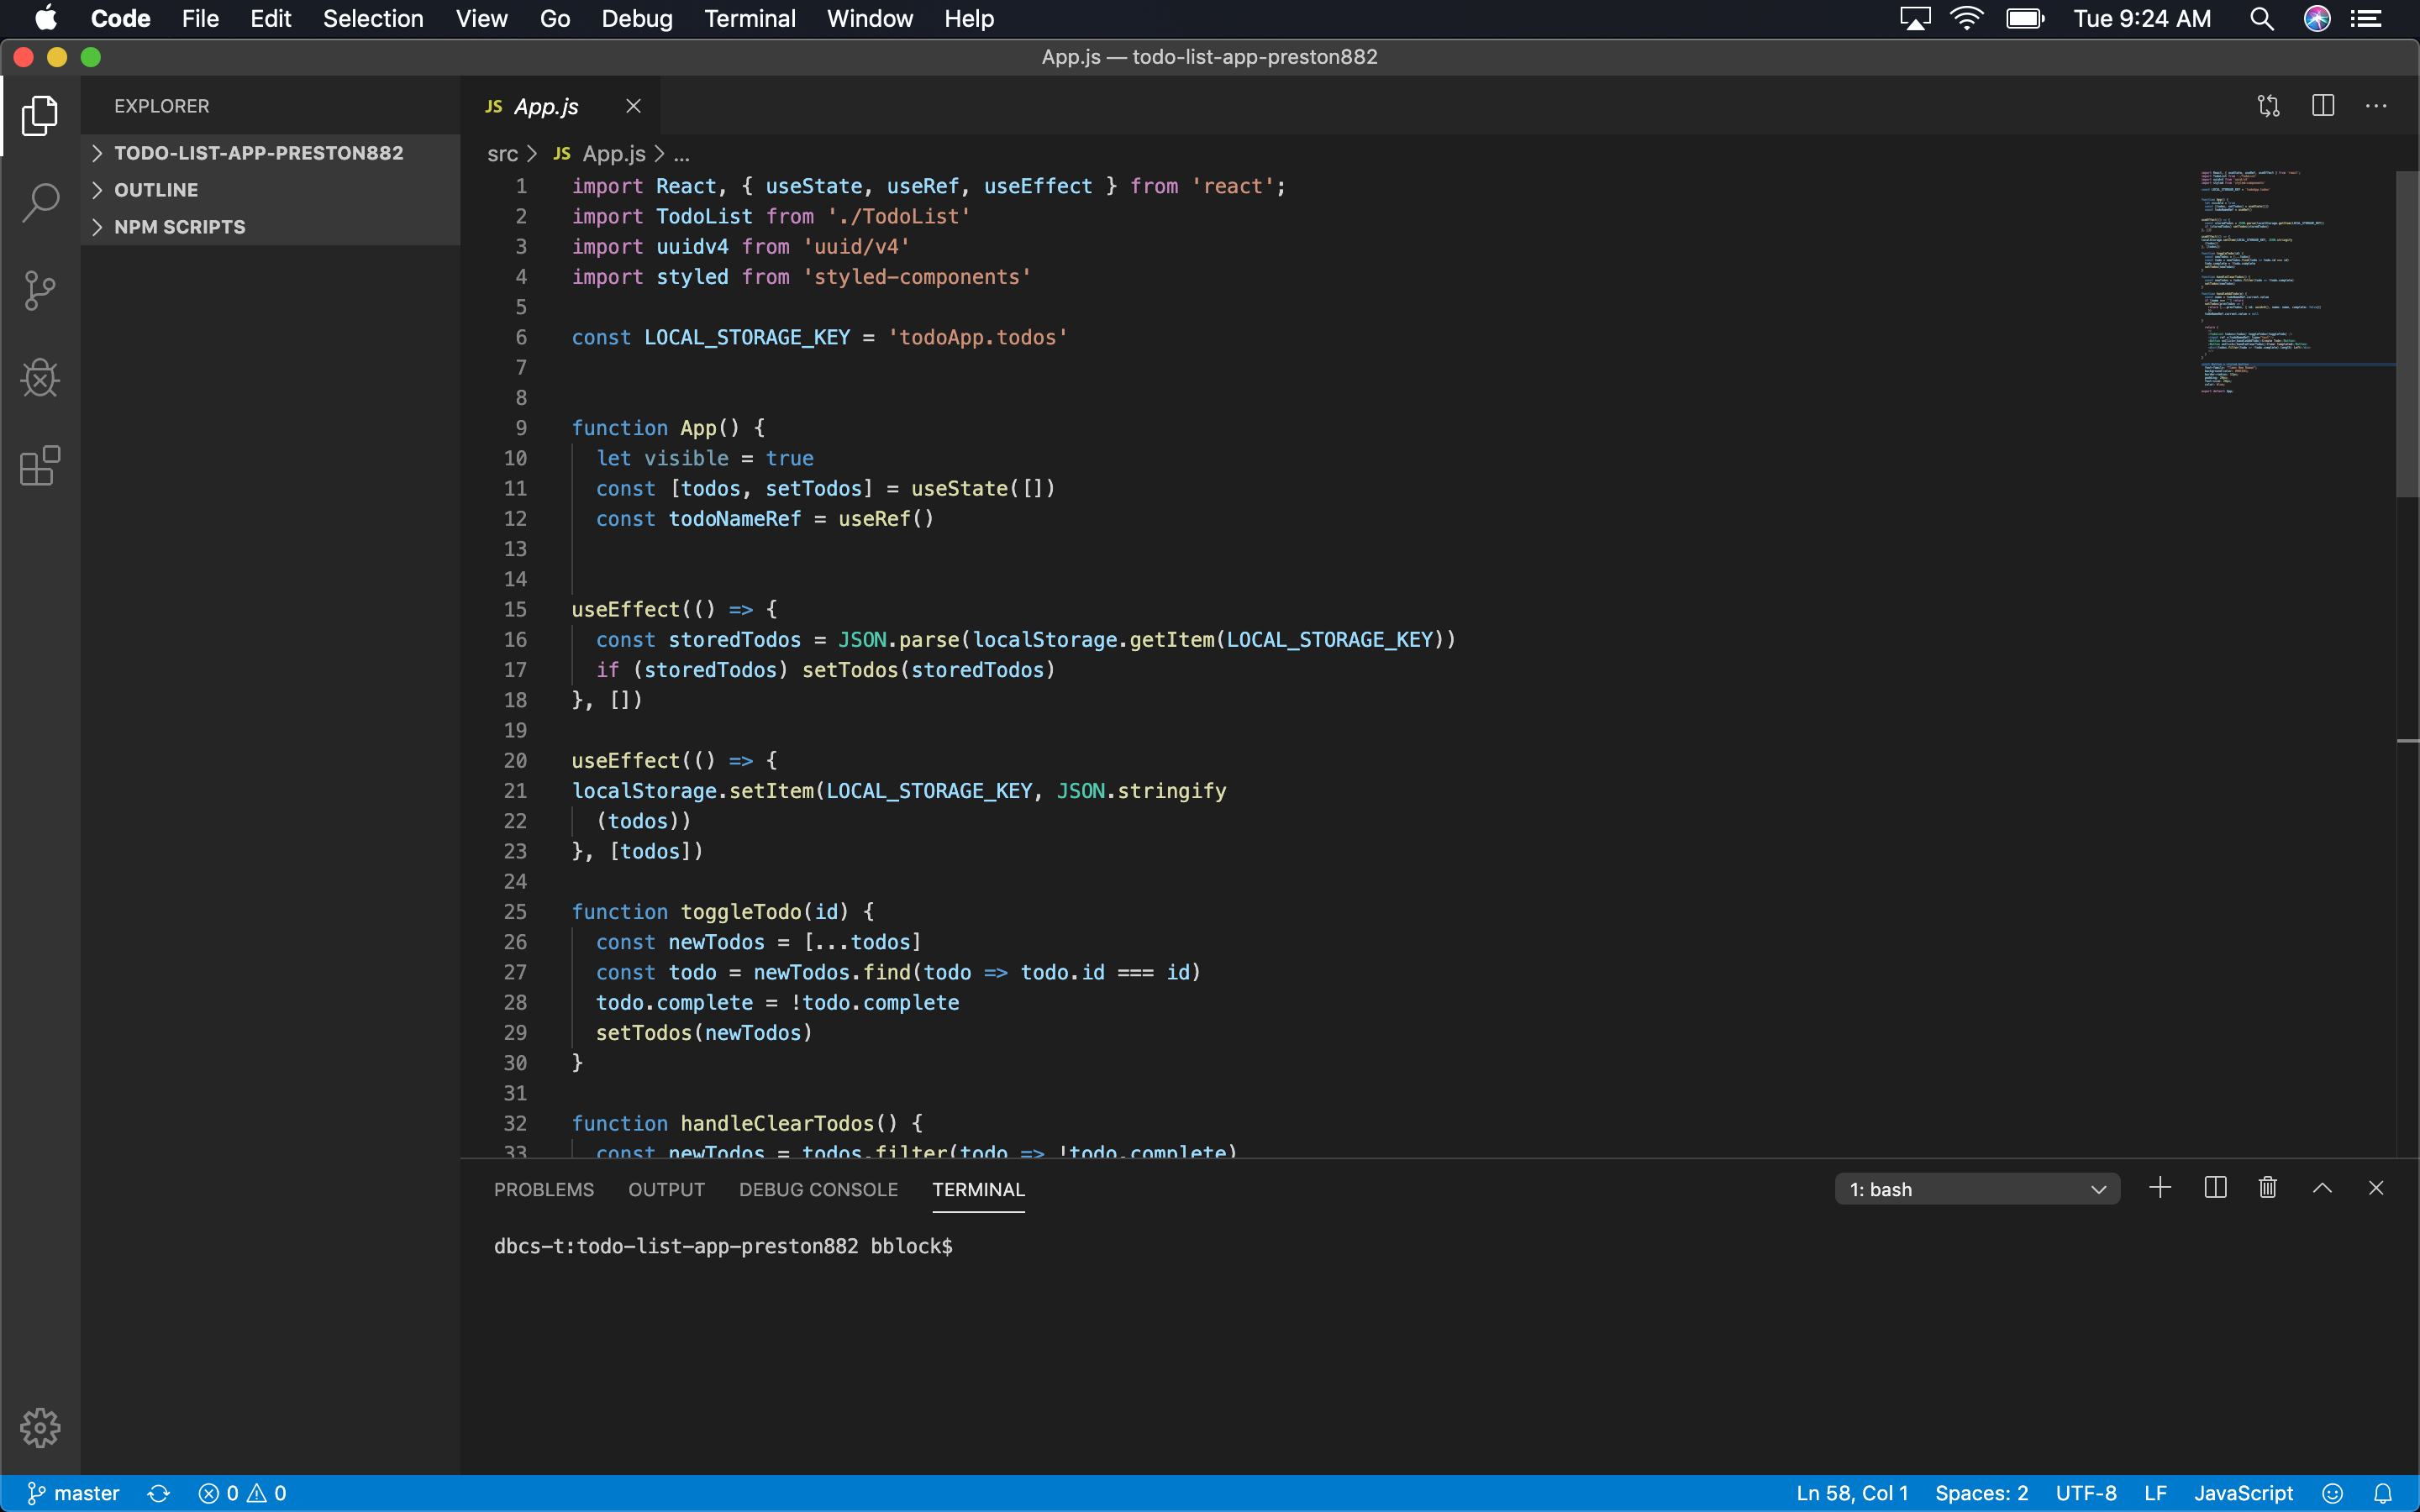 Code File Edit Selection View Go Debug Terminal Window Help Tue 9:24 AM
App.js — todo-list-app-preston882
EXPLORER
TODO-LIST-APP-PRESTON882
OUTLINE
NPM SCRIPTS
JS App.js
src > JS App.js > ...
1 import React, { useState, useRef, useEffect } from 'react';
2 import TodoList from './TodoList'
3 import uuidv4 from 'uuid/v4'
4 import styled from 'styled-components'
5
6 const LOCAL_STORAGE_KEY = 'todoApp.todos'
7
8
9 function App() {
10 let visible = true
11 const [todos, setTodos] = useState([])
12 const todoNameRef = useRef()
13
14
15 useEffect(() => {
16 const storedTodos = JSON.parse(localStorage.getItem(LOCAL_STORAGE_KEY))
17 if (storedTodos) setTodos(storedTodos)
18 }, [])
19
20 useEffect(() => {
21 localStorage.setItem(LOCAL_STORAGE_KEY, JSON.stringify
22 (todos))
23 }, [todos])
24
25 function toggleTodo(id) {
26 const newTodos = [...todos]
27 const todo = newTodos.find(todo => todo.id === id)
28 todo.complete = !todo.complete
29 setTodos(newTodos)
30 }
31
32 function handleClearTodos() {
33 const newTodos = todos.filter(todo => !todo.complete)
PROBLEMS OUTPUT DEBUG CONSOLE TERMINAL 1: bash
dbcs-t:todo-list-app-preston882 bblock$
master 0 0 Ln 58, Col 1 Spaces: 2 UTF-8 LF JavaScript